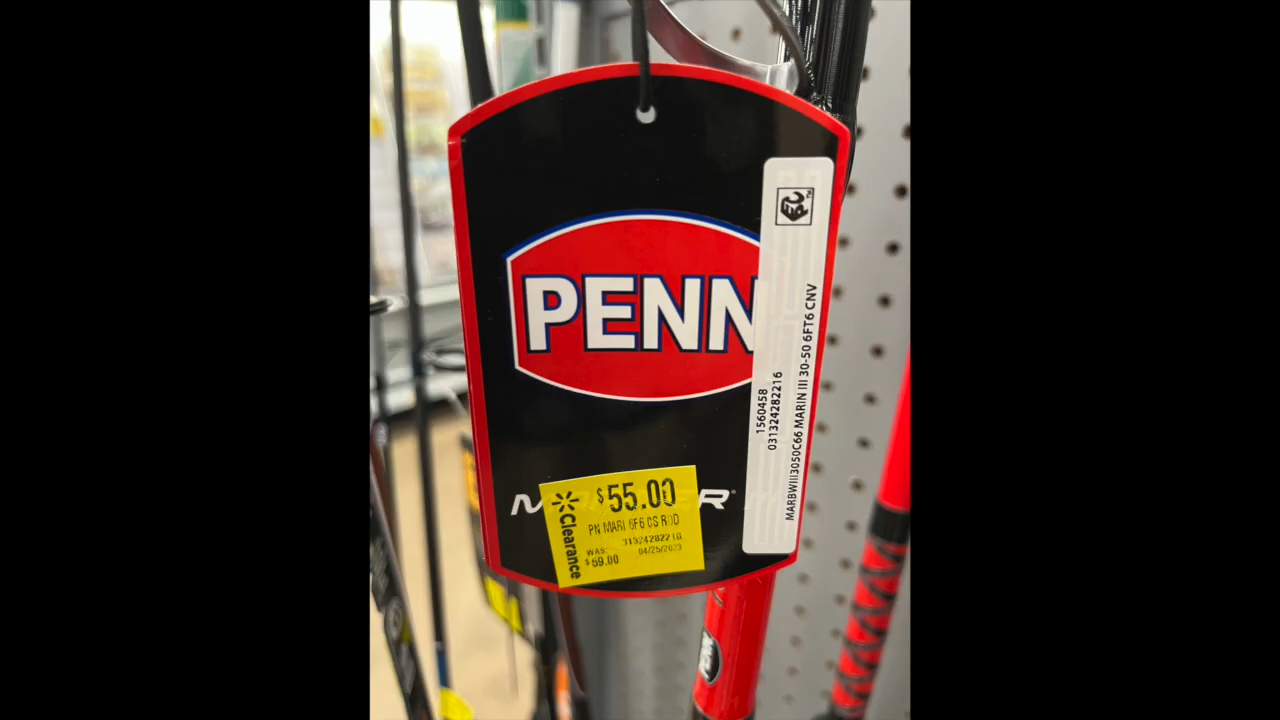 PENN
$55.00
PN MARI 6F6 CS ROD
WAS:
$59.00
04/25/2023
Clearance
1560458
031324282216
MARBWIII3050C66 MARIN III 30-50 6FT6 CNV
PENN